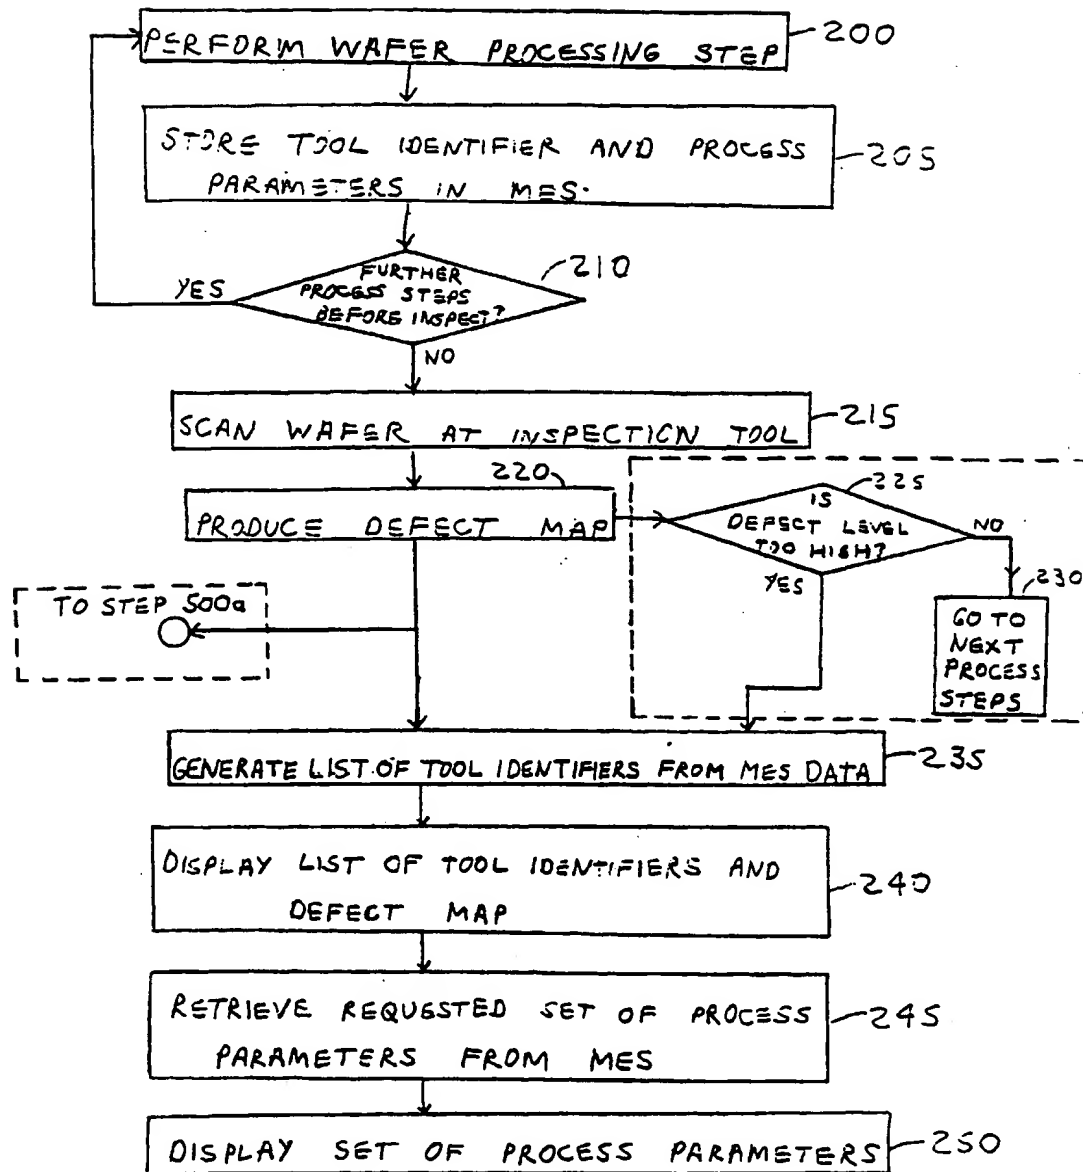 PERFORM WAFER PROCESSING STEP
200
STORE TOOL IDENTIFIER AND PROCESS
PARAMETERS IN MES.
205
FURTHER
PROCESS STEPS
BEFORE INSPECT?
210
YES
NO
SCAN WAFER AT INSPECTION TOOL
215
PRODUCE DEFECT MAP
220
IS
DEFECT LEVEL
TOO HIGH?
225
NO
YES
230
GO TO
NEXT
PROCESS
STEPS
TO STEP 500a
GENERATE LIST OF TOOL IDENTIFIERS FROM MES DATA
235
DISPLAY LIST OF TOOL IDENTIFIERS AND
DEFECT MAP
240
RETRIEVE REQUESTED SET OF PROCESS
PARAMETERS FROM MES
245
DISPLAY SET OF PROCESS PARAMETERS
250